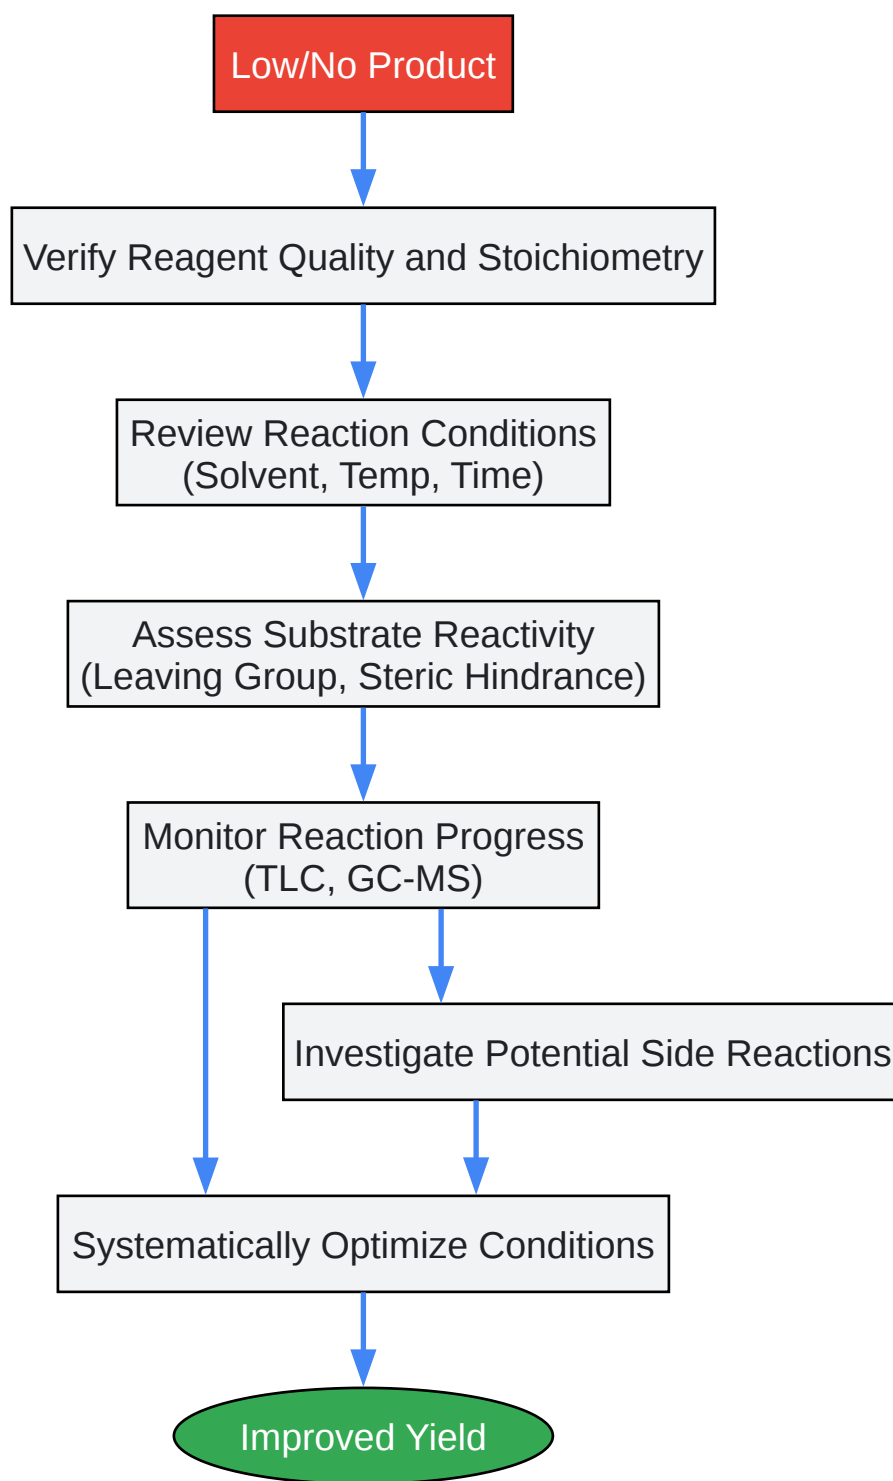 Low/No Product
Verify Reagent Quality and Stoichiometry
Review Reaction Conditions
(Solvent, Temp, Time)
Assess Substrate Reactivity
(Leaving Group, Steric Hindrance)
Monitor Reaction Progress
(TLC, GC-MS)
Investigate Potential Side Reactions
Systematically Optimize Conditions
Improved Yield